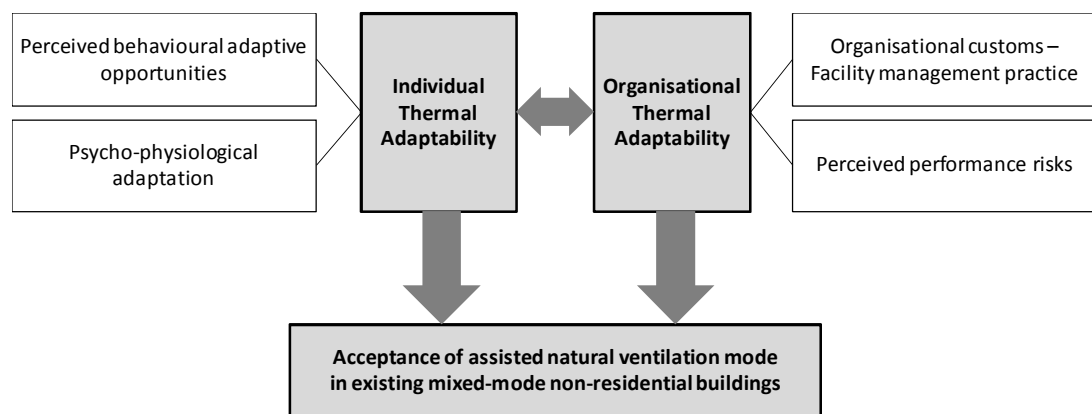 Perceived behavioural adaptive
opportunities
Psycho-physiological
adaptation
Individual
Thermal
Adaptability
Organisational
Thermal
Adaptability
Organisational customs –
Facility management practice
Perceived performance risks
Acceptance of assisted natural ventilation mode
in existing mixed-mode non-residential buildings